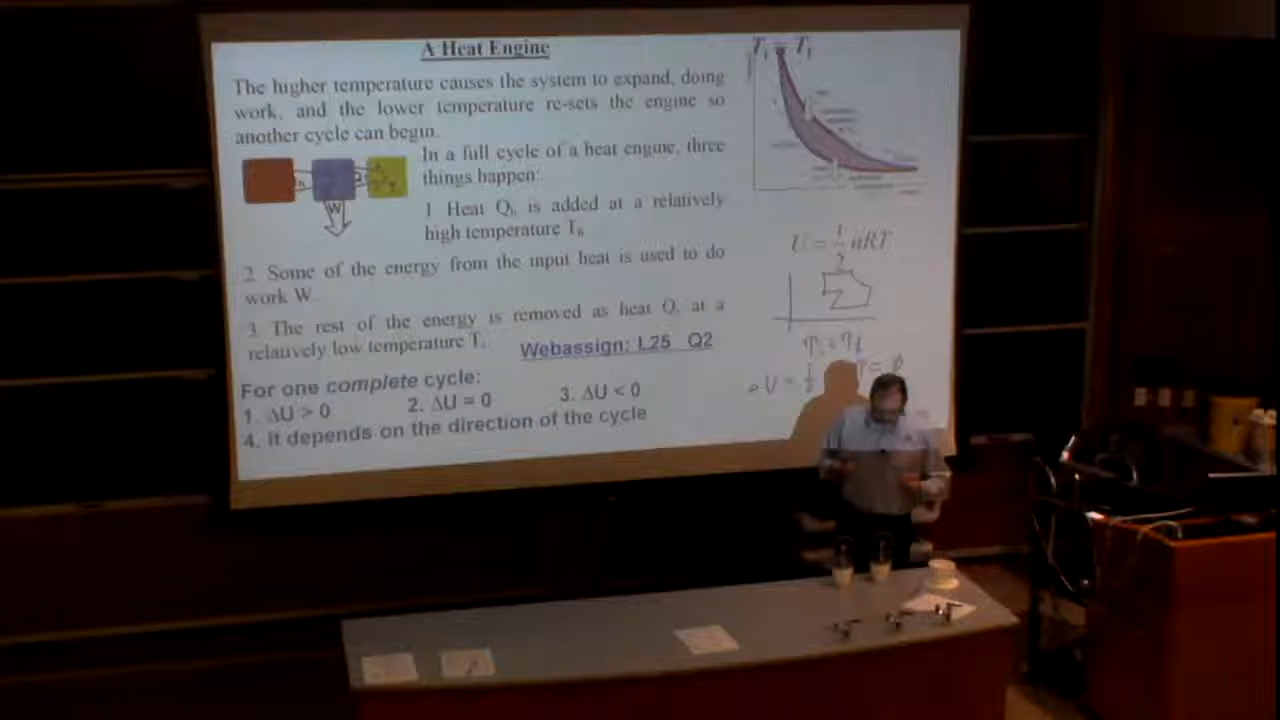 A Heat Engine
The higher temperature causes the system to expand, doing
work, and the lower temperature re-sets the engine so
another cycle can begin.
In a full cycle of a heat engine, three
things happen:
W
1 Heat Qh is added at a relatively
high temperature Th
2. Some of the energy from the input heat is used to do
work W
3 The rest of the energy is removed as heat Q at a
relatively low temperature T
Webassign: L25 Q2
For one complete cycle:
1. ΔU > 0 2. ΔU = 0 3. ΔU < 0
4. It depends on the direction of the cycle
U = nRT